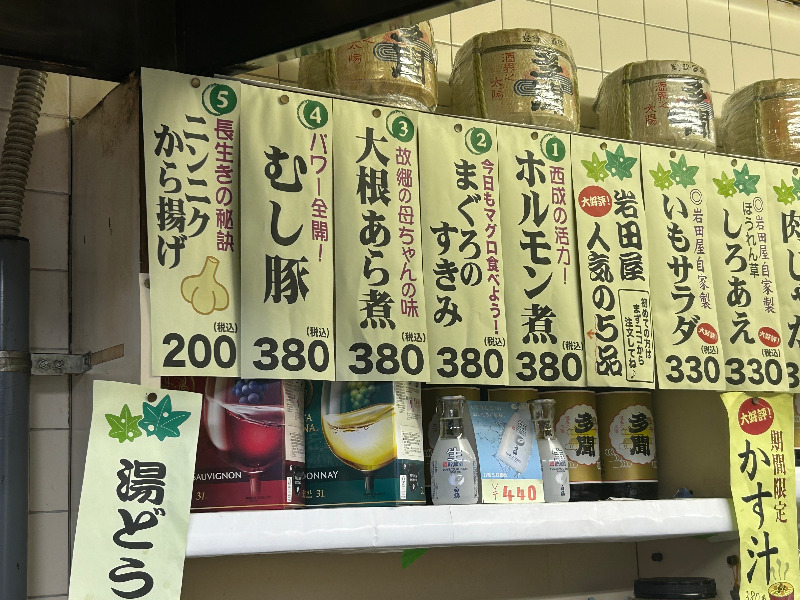 ⑤
長生きの秘訣
ニンニク
から揚げ
(税込)
200
④
パワー全開！
むし豚
(税込)
380
③
故郷の母ちゃんの味
大根あら煮
(税込)
380
②
今日もマグロ食べよう！
まぐろの
すきみ
(税込)
380
①
西成の活力！
ホルモン煮
(税込)
380
大好評！
岩田屋
人気の5品
初めての方は
まずココから
注文してね♪
◎岩田屋自家製
いもサラダ
大好評！
330
◎岩田屋自家製
ほうれん草
しろあえ
大好評！
330
湯どう
SAUVIGNON
3L
3L
440
多聞
多聞
大好評！
期間限定
かす汁